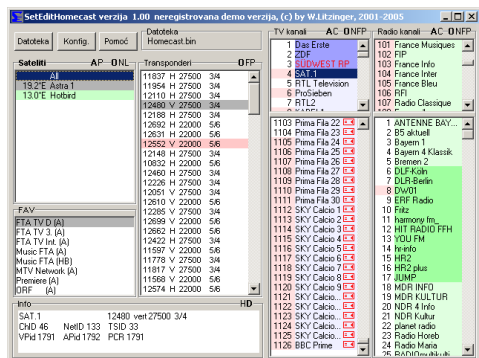 SetEditHomecast verzija 1.00 neregistrovana demo verzija, (c) by W.Litzinger, 2001-2005
Datoteka Konfig. Pomoć
Datoteka
Homecast.bin
Sateliti AP ONL
All
19.2°E Astra 1
13.0°E Hotbird
FAV
FTA TV D (A)
FTA TV 3. (A)
FTA TV Int. (A)
Music FTA (A)
Music FTA (HB)
MTV Network (A)
Premiere (A)
ORF (A)
Transponderi OFP
11837 H 27500 3/4
11954 H 27500 3/4
12110 H 27500 3/4
12480 V 27500 3/4
12188 H 27500 3/4
12692 H 22000 5/6
12631 H 22000 5/6
12552 V 22000 5/6
12148 H 27500 3/4
10832 H 22000 5/6
12460 H 27500 3/4
12226 H 27500 3/4
12051 V 27500 3/4
12610 V 22000 5/6
12285 V 27500 3/4
12699 V 22000 5/6
12662 H 22000 5/6
12422 H 27500 3/4
11597 V 22000 5/6
11778 V 27500 3/4
11817 V 27500 3/4
11568 V 22000 5/6
12574 H 22000 5/6
Info HD
SAT.1 12480 vert 27500 3/4
ChID 46 NetID 133 TSID 33
VPid 1791 APid 1792 PCR 1791
TV kanali AC ONFP
1 Das Erste
2 ZDF
3 SÜDWEST RP
4 SAT.1
5 RTL Television
6 ProSieben
7 RTL2
1103 Prima Fila 22
1104 Prima Fila 23
1105 Prima Fila 24
1106 Prima Fila 25
1107 Prima Fila 26
1108 Prima Fila 27
1109 Prima Fila 28
1110 Prima Fila 29
1111 Prima Fila 30
1112 SKY Calcio 1
1113 SKY Calcio 2
1114 SKY Calcio 3
1115 SKY Calcio 4
1116 SKY Calcio 5
1117 SKY Calcio 6
1118 SKY Calcio 7
1119 SKY Calcio 8
1120 SKY Calcio 9
1121 SKY Calcio...
1122 SKY Calcio...
1123 SKY Calcio...
1124 SKY Calcio...
1125 SKY Calcio...
1126 BBC Prime
Radio kanali AC ONFP
101 France Musiques
102 FIP
103 France Info
104 France Inter
105 France Bleu
106 RFI
107 Radio Classique
1 ANTENNE BAY...
2 B5 aktuell
3 Bayern 1
4 Bayern 4 Klassik
5 Bremen 2
6 DLF-Köln
7 DLR-Berlin
8 DW01
9 ERF Radio
10 Fritz
11 harmony fm_
12 HIT RADIO FFH
13 YOU FM
14 hr-info
15 HR2
16 HR2 plus
17 JUMP
18 MDR INFO
19 MDR KULTUR
20 NDR 4 Info
21 NDR Kultur
22 planet radio
23 Radio Horeb
24 Radio Maria
25 RADIOmultikulti